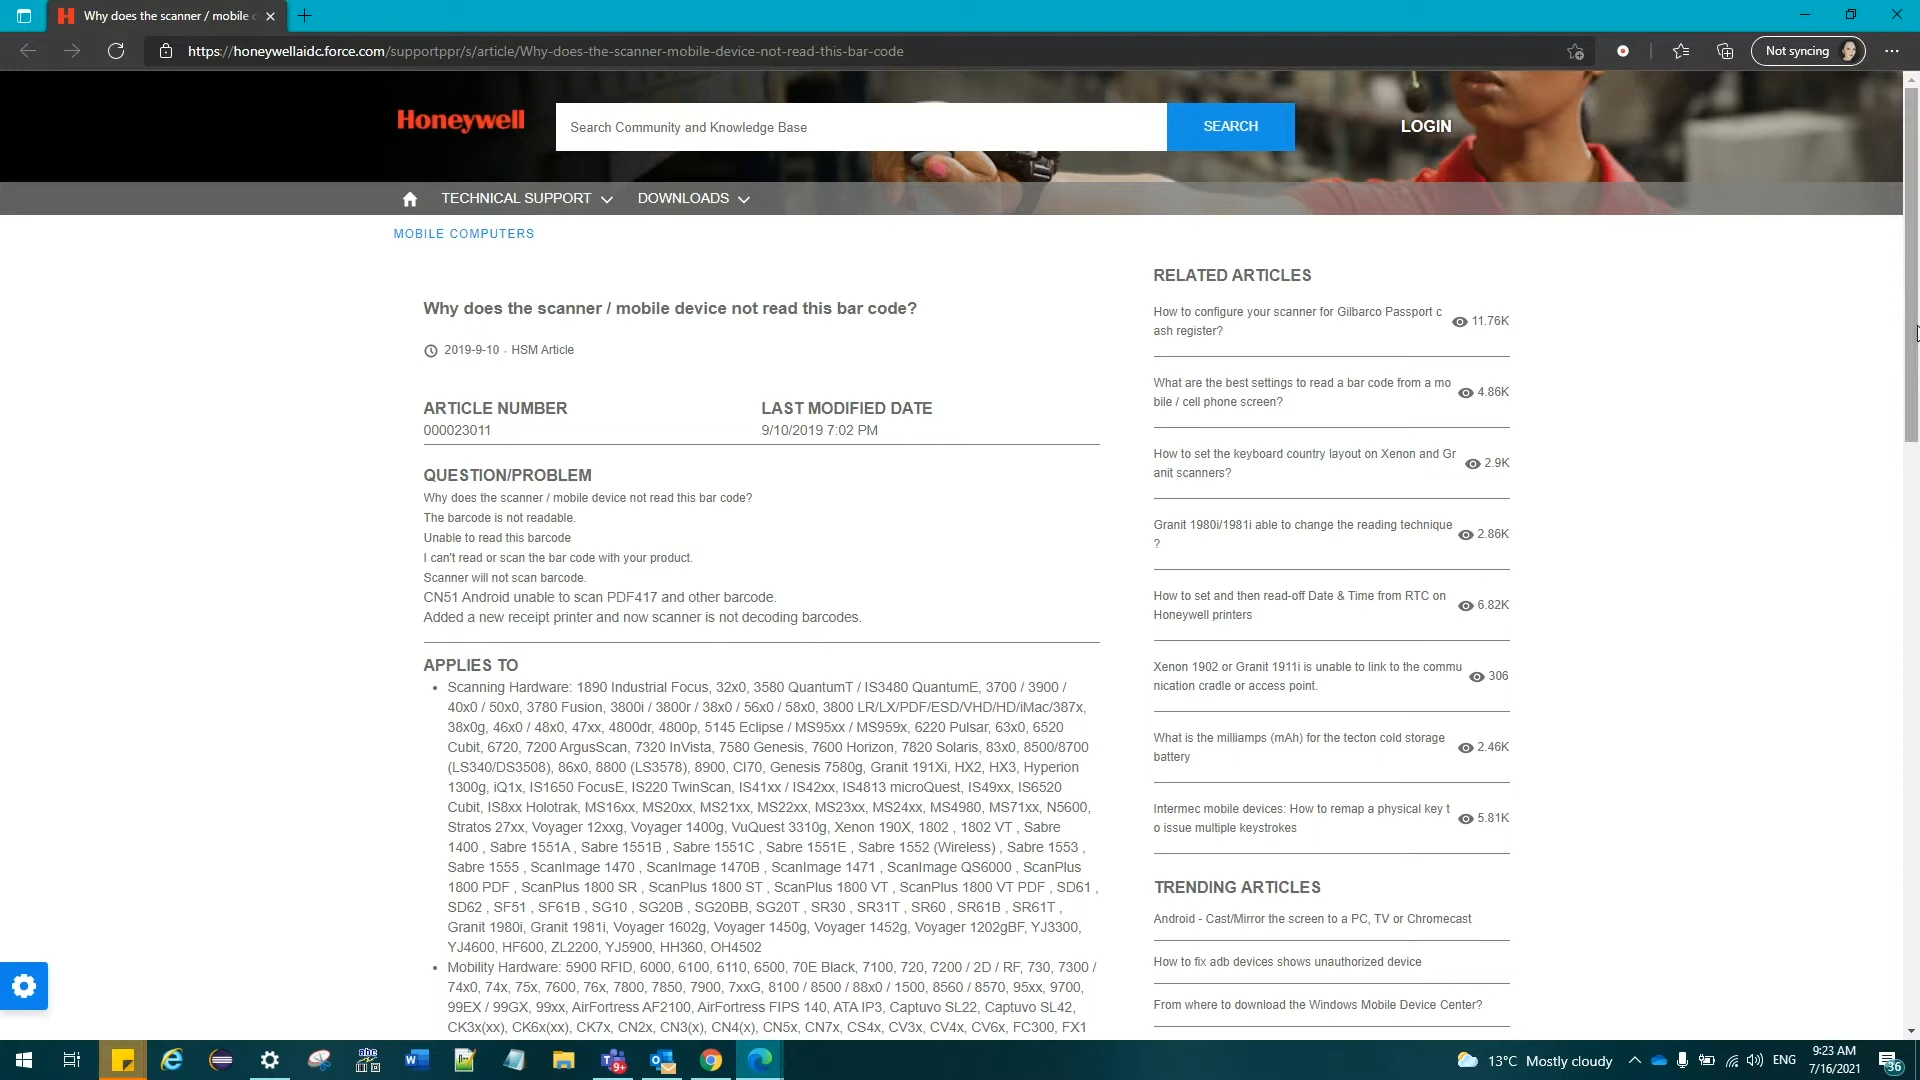 Why does the scanner / mobile d
https://honeywellaidc.force.com/supportppr/s/article/Why-does-the-scanner-mobile-device-not-read-this-bar-code
Not syncing
Honeywell
Search Community and Knowledge Base
SEARCH
LOGIN
TECHNICAL SUPPORT
DOWNLOADS
MOBILE COMPUTERS
Why does the scanner / mobile device not read this bar code?
2019-9-10 · HSM Article
ARTICLE NUMBER
000023011
LAST MODIFIED DATE
9/10/2019 7:02 PM
QUESTION/PROBLEM
Why does the scanner / mobile device not read this bar code?
The barcode is not readable.
Unable to read this barcode
I can't read or scan the bar code with your product.
Scanner will not scan barcode.
CN51 Android unable to scan PDF417 and other barcode.
Added a new receipt printer and now scanner is not decoding barcodes.
APPLIES TO
• Scanning Hardware: 1890 Industrial Focus, 32x0, 3580 QuantumT / IS3480 QuantumE, 3700 / 3900 /
40x0 / 50x0, 3780 Fusion, 3800i / 3800r / 38x0 / 56x0 / 58x0, 3800 LR/LX/PDF/ESD/VHD/HD/iMac/387x,
38x0g, 46x0 / 48x0, 47xx, 4800dr, 4800p, 5145 Eclipse / MS95xx / MS959x, 6220 Pulsar, 63x0, 6520
Cubit, 6720, 7200 ArgusScan, 7320 InVista, 7580 Genesis, 7600 Horizon, 7820 Solaris, 83x0, 8500/8700
(LS340/DS3508), 86x0, 8800 (LS3578), 8900, CI70, Genesis 7580g, Granit 191Xi, HX2, HX3, Hyperion
1300g, iQ1x, IS1650 FocusE, IS220 TwinScan, IS41xx / IS42xx, IS4813 microQuest, IS49xx, IS6520
Cubit, IS8xx Holotrak, MS16xx, MS20xx, MS21xx, MS22xx, MS23xx, MS24xx, MS4980, MS71xx, N5600,
Stratos 27xx, Voyager 12xxg, Voyager 1400g, VuQuest 3310g, Xenon 190X, 1802 , 1802 VT , Sabre
1400 , Sabre 1551A , Sabre 1551B , Sabre 1551C , Sabre 1551E , Sabre 1552 (Wireless) , Sabre 1553 ,
Sabre 1555 , ScanImage 1470 , ScanImage 1470B , ScanImage 1471 , ScanImage QS6000 , ScanPlus
1800 PDF , ScanPlus 1800 SR , ScanPlus 1800 ST , ScanPlus 1800 VT , ScanPlus 1800 VT PDF , SD61 ,
SD62 , SF51 , SF61B , SG10 , SG20B , SG20BB, SG20T , SR30 , SR31T , SR60 , SR61B , SR61T ,
Granit 1980i, Granit 1981i, Voyager 1602g, Voyager 1450g, Voyager 1452g, Voyager 1202gBF, YJ3300,
YJ4600, HF600, ZL2200, YJ5900, HH360, OH4502
• Mobility Hardware: 5900 RFID, 6000, 6100, 6110, 6500, 70E Black, 7100, 720, 7200 / 2D / RF, 730, 7300 /
74x0, 74x, 75x, 7600, 76x, 7800, 7850, 7900, 7xxG, 8100 / 8500 / 88x0 / 1500, 8560 / 8570, 95xx, 9700,
99EX / 99GX, 99xx, AirFortress AF2100, AirFortress FIPS 140, ATA IP3, Captuvo SL22, Captuvo SL42,
CK3x(xx), CK6x(xx), CK7x, CN2x, CN3(x), CN4(x), CN5x, CN7x, CS4x, CV3x, CV4x, CV6x, FC300, FX1
RELATED ARTICLES
How to configure your scanner for Gilbarco Passport c
ash register?
11.76K
What are the best settings to read a bar code from a mo
bile / cell phone screen?
4.86K
How to set the keyboard country layout on Xenon and Gr
anit scanners?
2.9K
Granit 1980i/1981i able to change the reading technique
?
2.86K
How to set and then read-off Date & Time from RTC on
Honeywell printers
6.82K
Xenon 1902 or Granit 1911i is unable to link to the commu
nication cradle or access point.
306
What is the milliamps (mAh) for the tecton cold storage
battery
2.46K
Intermec mobile devices: How to remap a physical key t
o issue multiple keystrokes
5.81K
TRENDING ARTICLES
Android - Cast/Mirror the screen to a PC, TV or Chromecast
How to fix adb devices shows unauthorized device
From where to download the Windows Mobile Device Center?
13°C Mostly cloudy
ENG
9:23 AM
7/16/2021
36
abc
9+